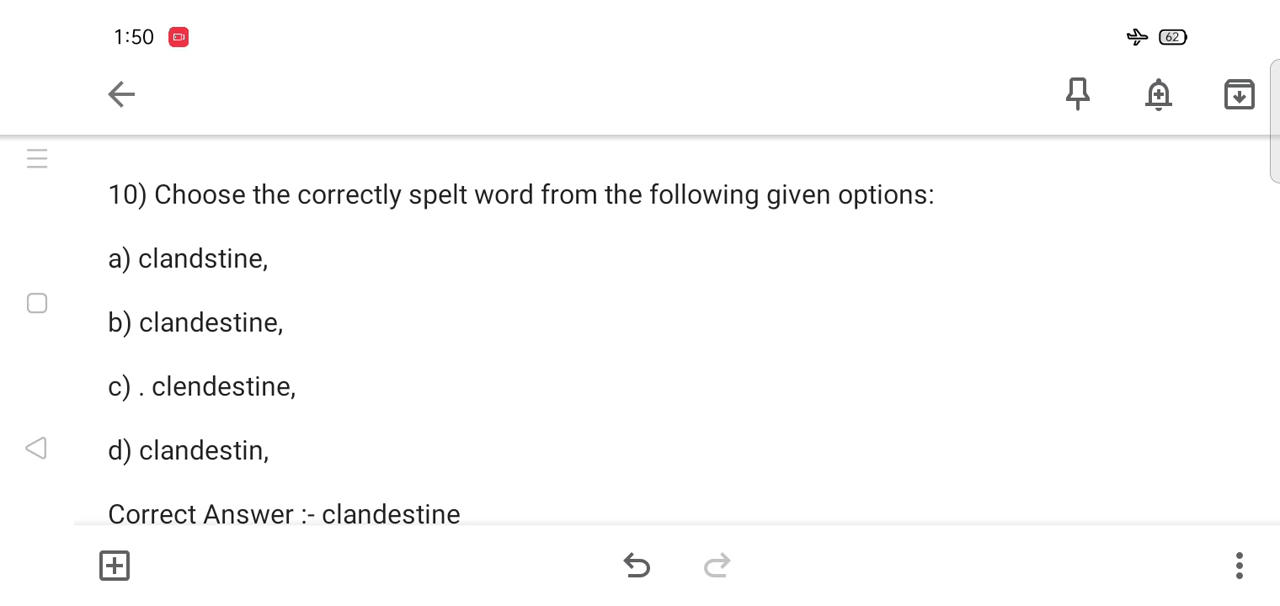 1:50
62
10) Choose the correctly spelt word from the following given options:
a) clandstine,
b) clandestine,
c) . clendestine,
d) clandestin,
Correct Answer :- clandestine